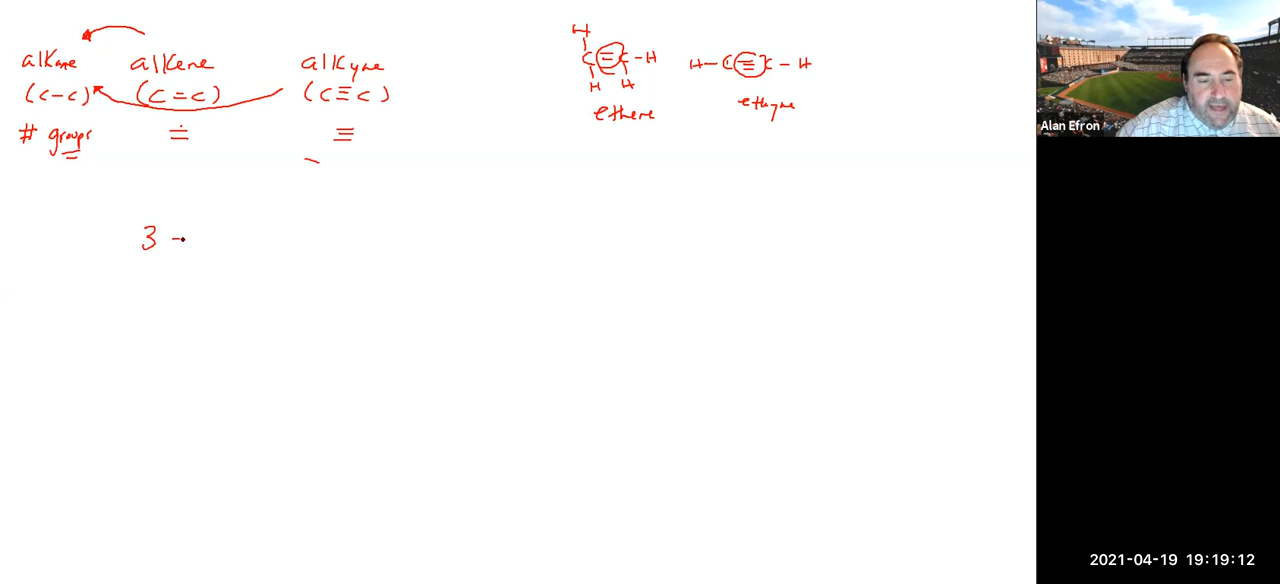 alkane alkene alkyne
(C-C) (C=C) (C≡C)
# groups = ≡
3 -
H
C=C-H
H H
ethene
H-C≡C-H
ethyne
Alan Efron
2021-04-19 19:19:12